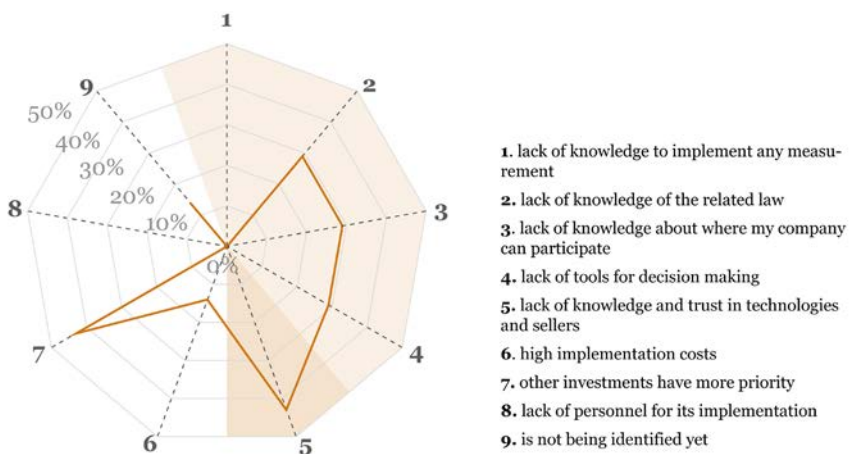 1
2
3
4
5
6
7
8
9
50%
40%
30%
20%
10%
0%
1. lack of knowledge to implement any measu-
rement
2. lack of knowledge of the related law
3. lack of knowledge about where my company
can participate
4. lack of tools for decision making
5. lack of knowledge and trust in technologies
and sellers
6. high implementation costs
7. other investments have more priority
8. lack of personnel for its implementation
9. is not being identified yet